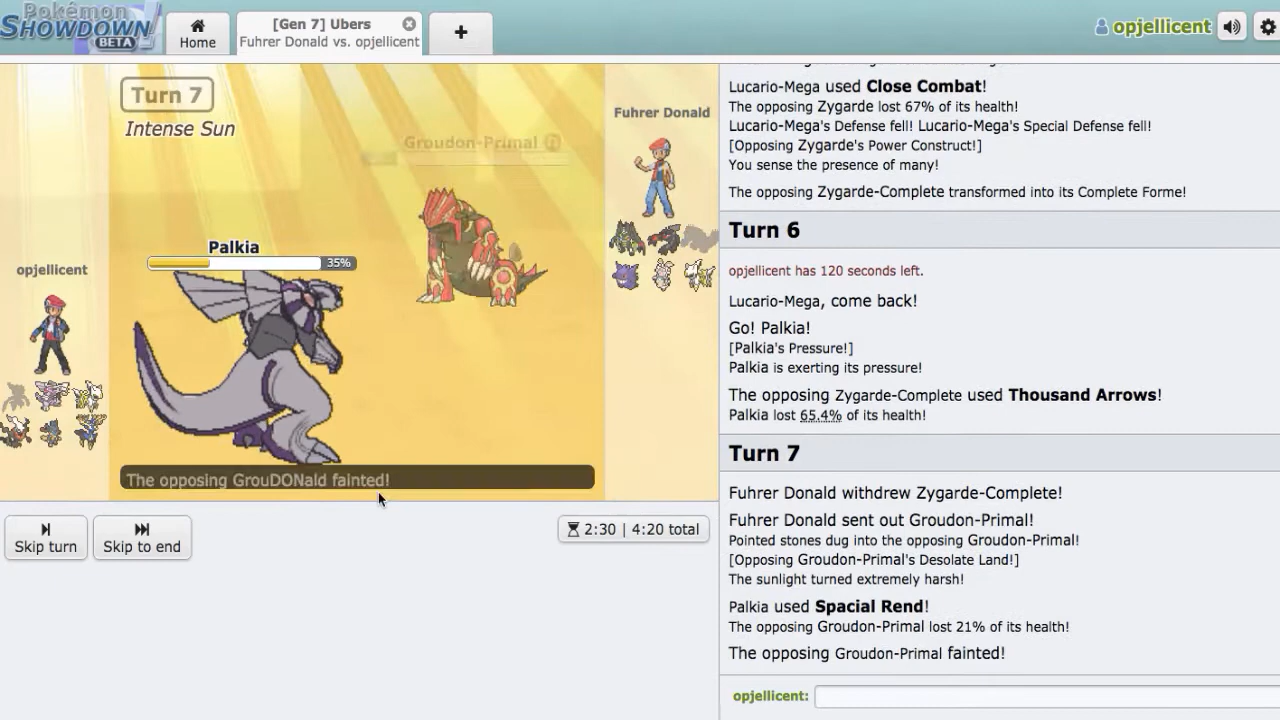 Pokémon
SHOWDOWN
BETA
Home
[Gen 7] Ubers
Fuhrer Donald vs. opjellicent
+
opjellicent
Turn 7
Intense Sun
Groudon-Primal
Fuhrer Donald
Palkia
35%
opjellicent
The opposing GrouDONald fainted!
Skip turn
Skip to end
2:30 | 4:20 total
Lucario-Mega used Close Combat!
The opposing Zygarde lost 67% of its health!
Lucario-Mega's Defense fell! Lucario-Mega's Special Defense fell!
[Opposing Zygarde's Power Construct!]
You sense the presence of many!
The opposing Zygarde-Complete transformed into its Complete Forme!
Turn 6
opjellicent has 120 seconds left.
Lucario-Mega, come back!
Go! Palkia!
[Palkia's Pressure!]
Palkia is exerting its pressure!
The opposing Zygarde-Complete used Thousand Arrows!
Palkia lost 65.4% of its health!
Turn 7
Fuhrer Donald withdrew Zygarde-Complete!
Fuhrer Donald sent out Groudon-Primal!
Pointed stones dug into the opposing Groudon-Primal!
[Opposing Groudon-Primal's Desolate Land!]
The sunlight turned extremely harsh!
Palkia used Spacial Rend!
The opposing Groudon-Primal lost 21% of its health!
The opposing Groudon-Primal fainted!
opjellicent: